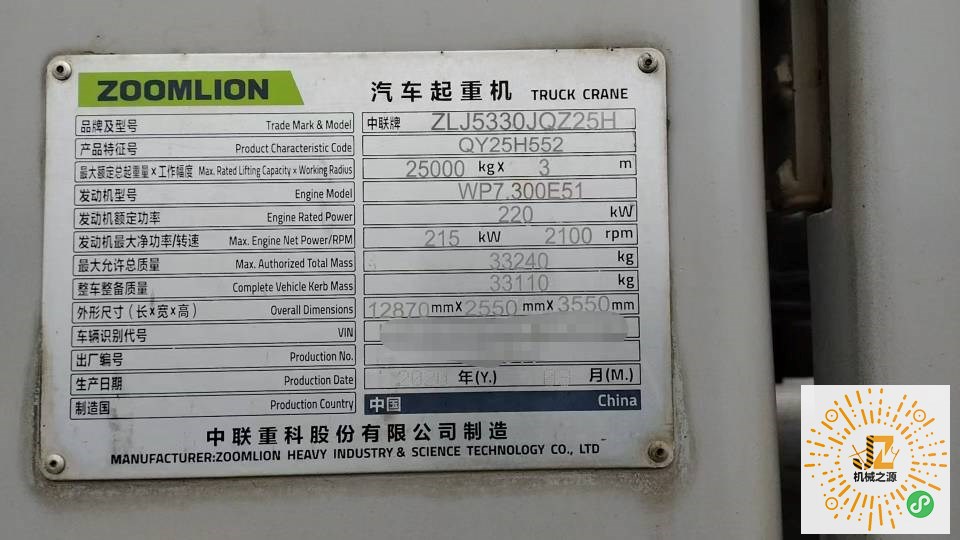 ZOOMLION 汽车起重机 TRUCK CRANE
品牌及型号 Trade Mark & Model 中联牌 ZLJ5330JQZ25H
产品特征号 Product Characteristic Code QY25H552
最大额定总起重量×工作幅度 Max. Rated Lifting Capacity × Working Radius 25000 kg× 3 m
发动机型号 Engine Model WP7.300E51
发动机额定功率 Engine Rated Power 220 kW
发动机最大净功率/转速 Max. Engine Net Power/RPM 215 kW 2100 rpm
最大允许总质量 Max. Authorized Total Mass 33240 kg
整车整备质量 Complete Vehicle Kerb Mass 33110 kg
外形尺寸(长×宽×高) Overall Dimensions 12870mm× 2550 mm× 3550mm
车辆识别代号 VIN
出厂编号 Production No.
生产日期 Production Date 2020 年(Y.) 月(M.)
制造国 Production Country 中国 China
中联重科股份有限公司制造
MANUFACTURER:ZOOMLION HEAVY INDUSTRY & SCIENCE TECHNOLOGY CO., LTD
机械之源